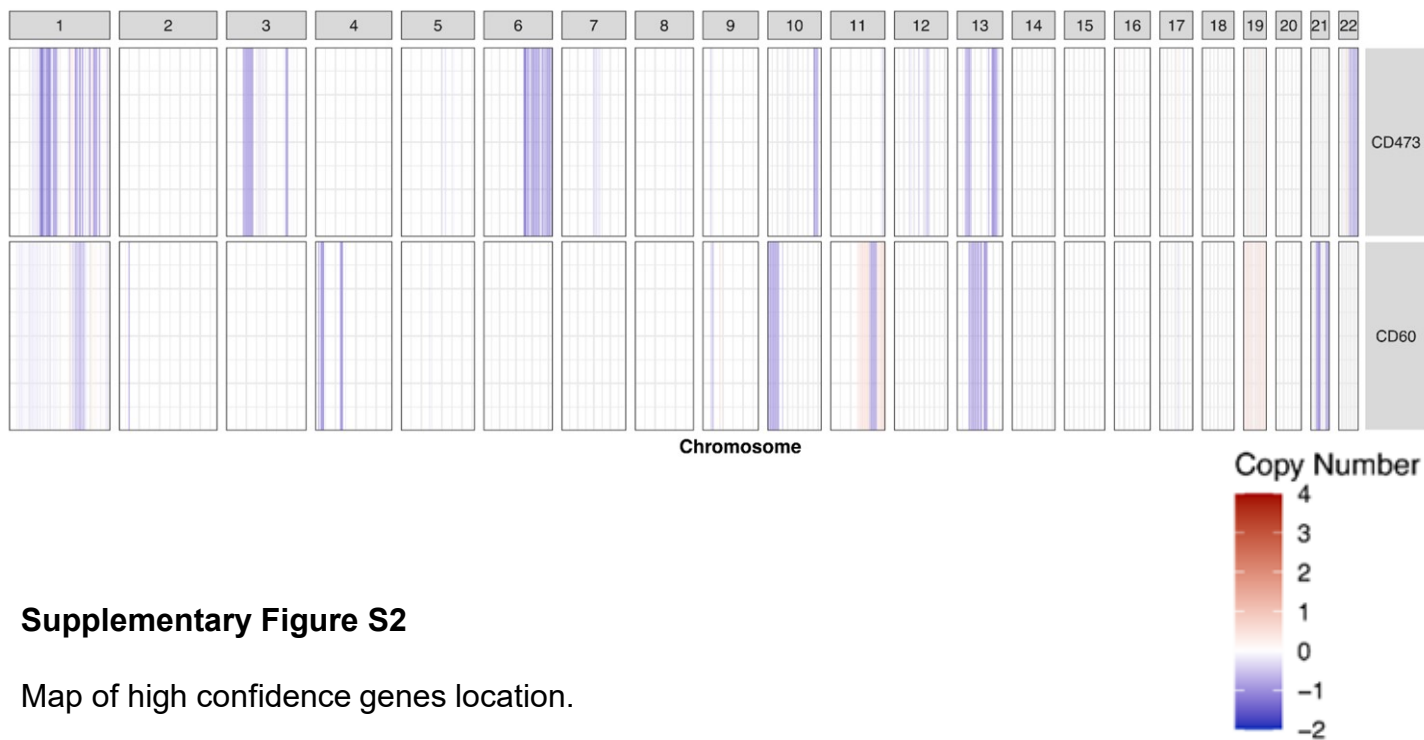 1 2 3 4 5 6 7 8 9 10 11 12 13 14 15 16 17 18 19 20 21 22
CD473
CD60
Chromosome
Copy Number
4
3
2
1
0
−1
−2
Supplementary Figure S2
Map of high confidence genes location.